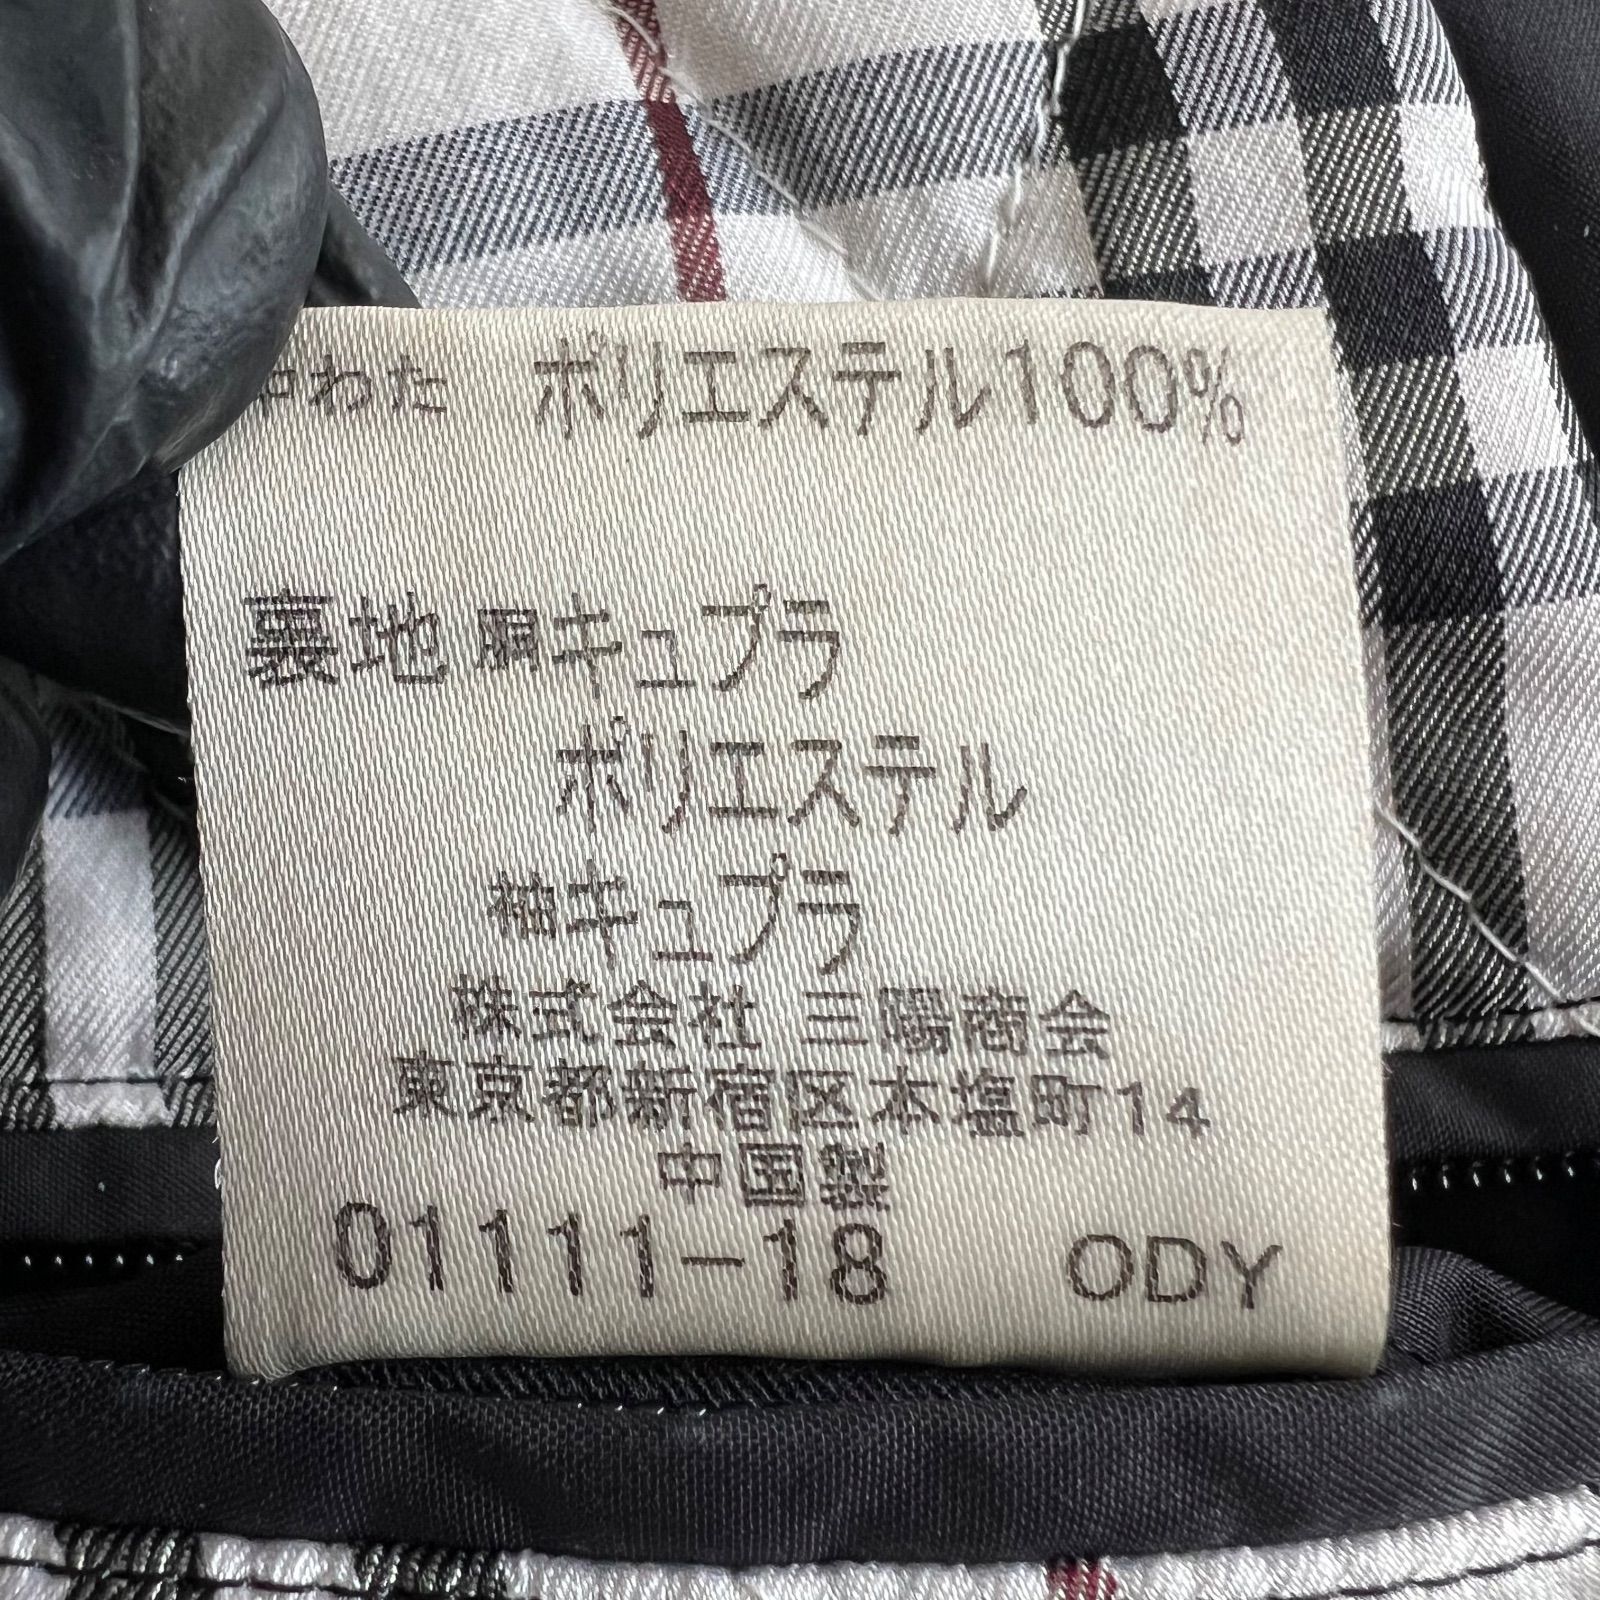 中わた ポリエステル100%
裏地 胴キュプラ
ポリエステル
袖キュプラ
株式会社 三陽商会
東京都新宿区本塩町14
中国製
01111-18 ODY